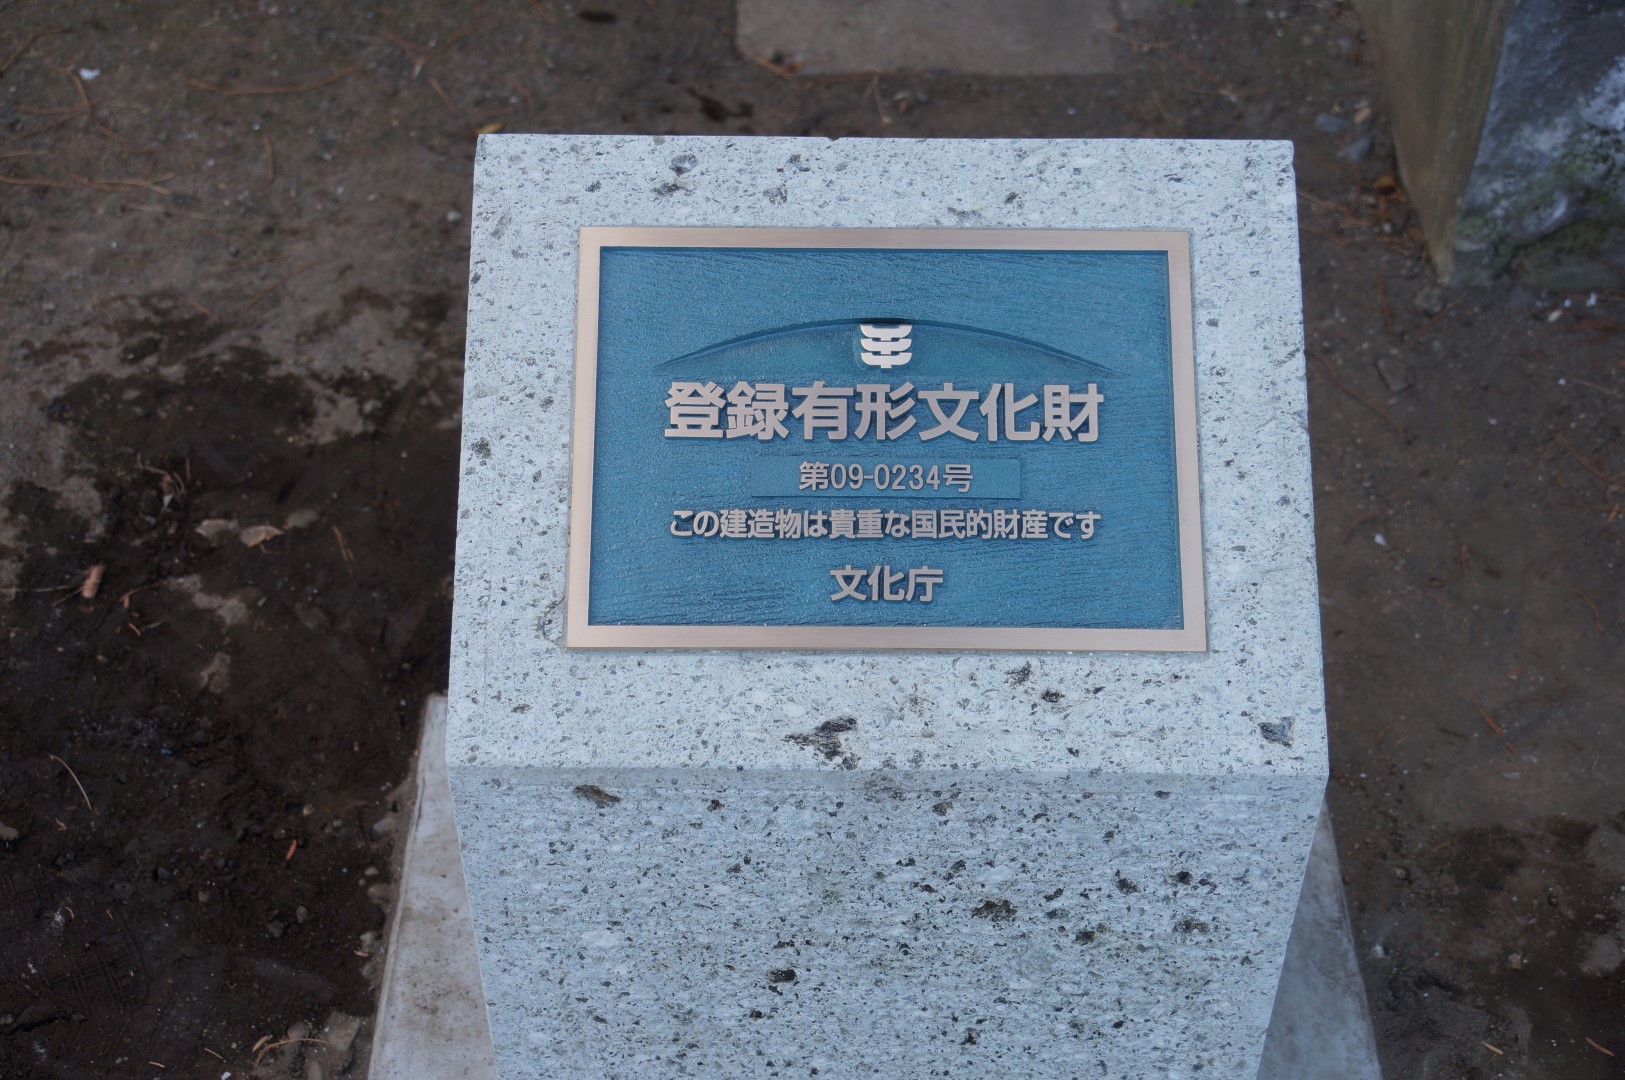 登録有形文化財
第09-0234号
この建造物は貴重な国民的財産です
文化庁